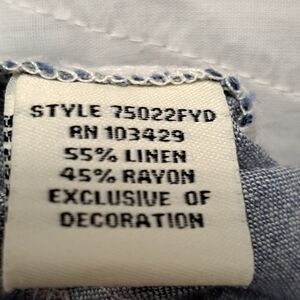 STYLE 75022FYD
RN 103429
55% LINEN
45% RAYON
EXCLUSIVE OF
DECORATION